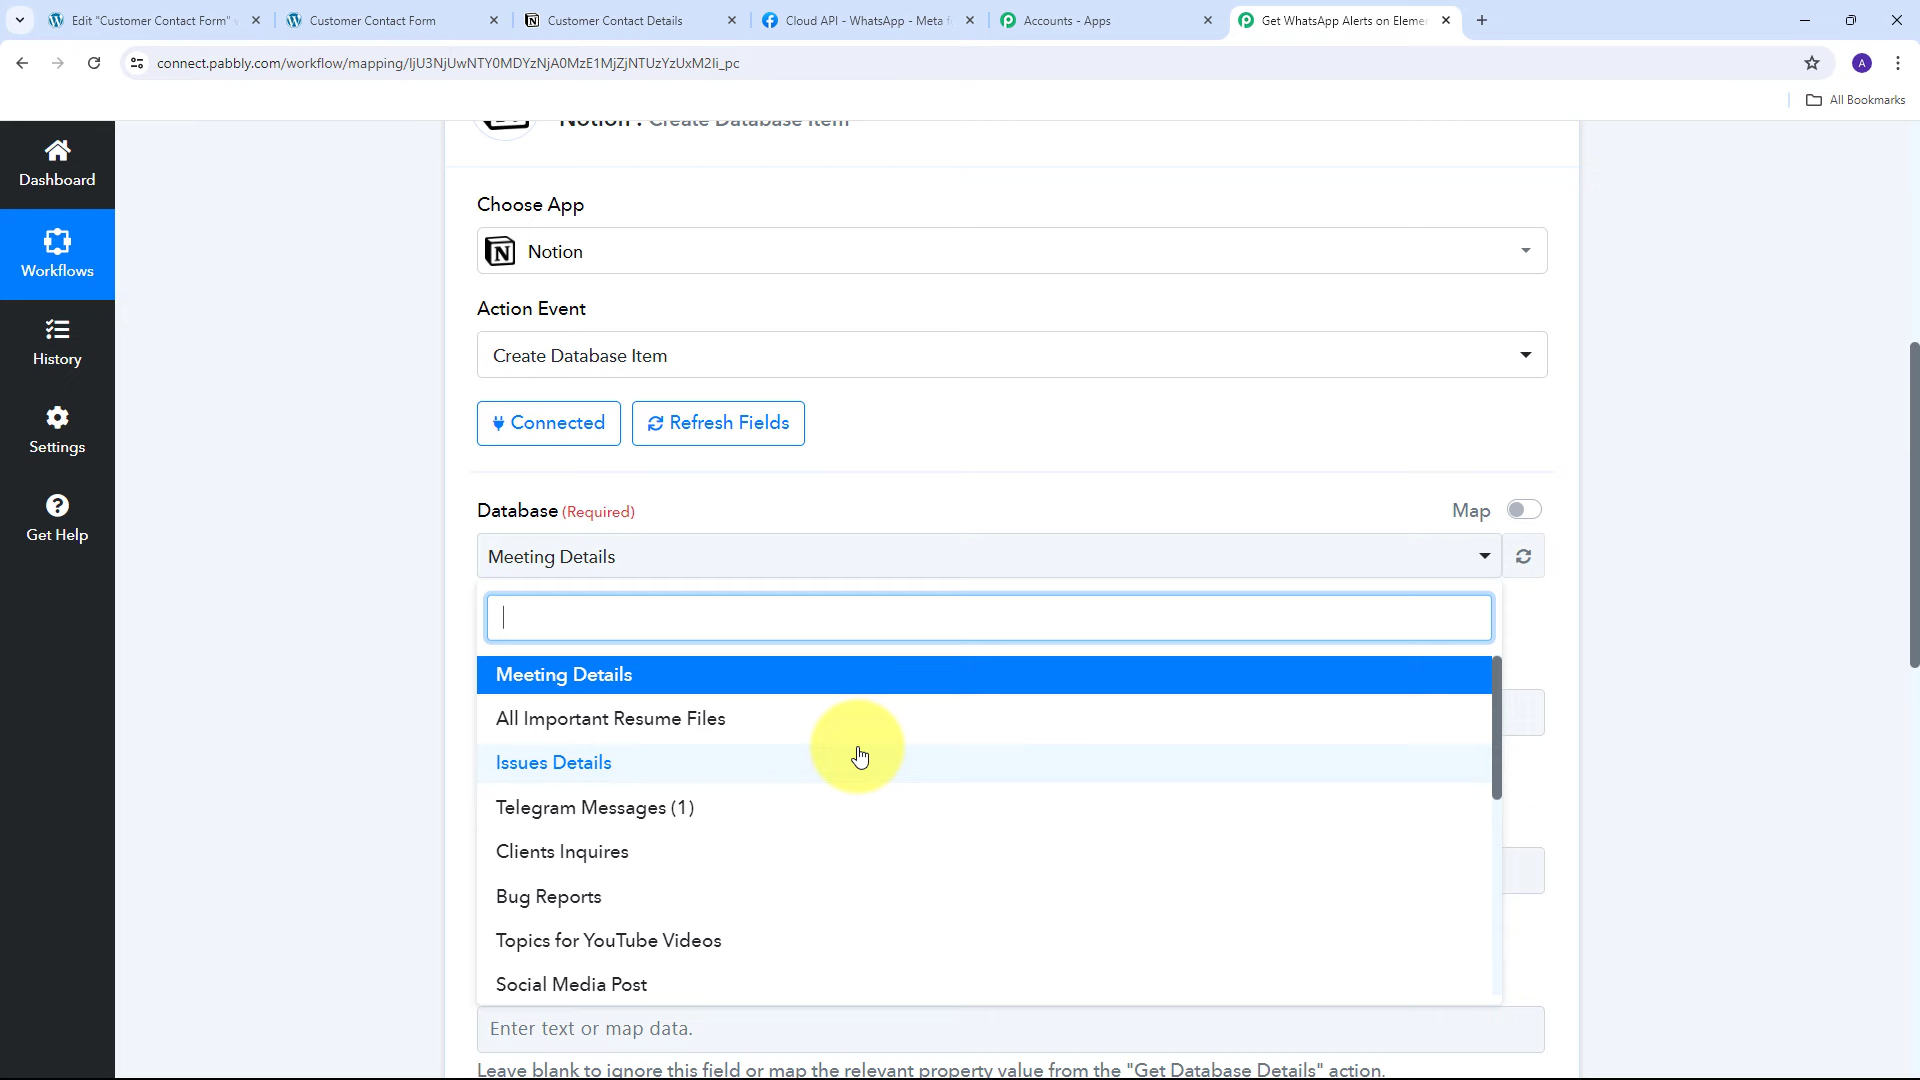 Edit "Customer Contact Form"
Customer Contact Form
Customer Contact Details
Cloud API - WhatsApp - Meta f
Accounts - Apps
Get WhatsApp Alerts on Eleme
connect.pabbly.com/workflow/mapping/IjU3NjUwNTY0MDYzNjA0MzE1MjZjNTUzYzUxM2Ii_pc
A
All Bookmarks
Notion : Create Database Item
Dashboard
Workflows
History
Settings
Get Help
Choose App
Notion
Action Event
Create Database Item
Connected
Refresh Fields
Database (Required)
Map
Meeting Details
Meeting Details
All Important Resume Files
Issues Details
Telegram Messages (1)
Clients Inquires
Bug Reports
Topics for YouTube Videos
Social Media Post
Enter text or map data.
Leave blank to ignore this field or map the relevant property value from the "Get Database Details" action.